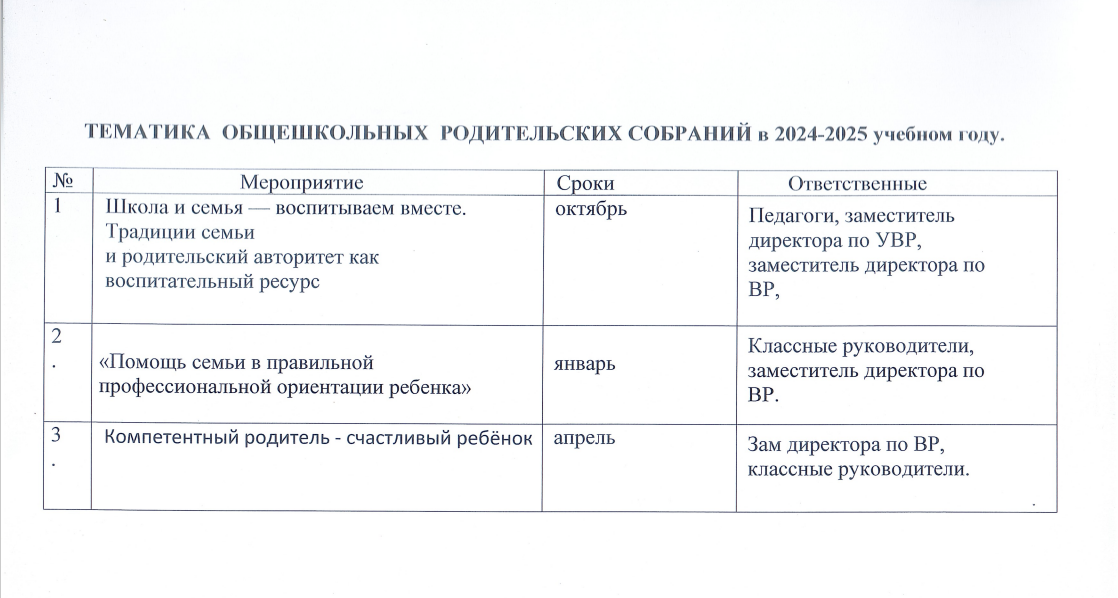 ТЕМАТИКА ОБЩЕШКОЛЬНЫХ РОДИТЕЛЬСКИХ СОБРАНИЙ в 2024-2025 учебном году.
№ Мероприятие Сроки Ответственные
1 Школа и семья — воспитываем вместе.
Традиции семьи
и родительский авторитет как
воспитательный ресурс
октябрь
Педагоги, заместитель
директора по УВР,
заместитель директора по
ВР,
2
.
«Помощь семьи в правильной
профессиональной ориентации ребенка»
январь
Классные руководители,
заместитель директора по
ВР.
3
.
Компетентный родитель - счастливый ребёнок
апрель
Зам директора по ВР,
классные руководители.